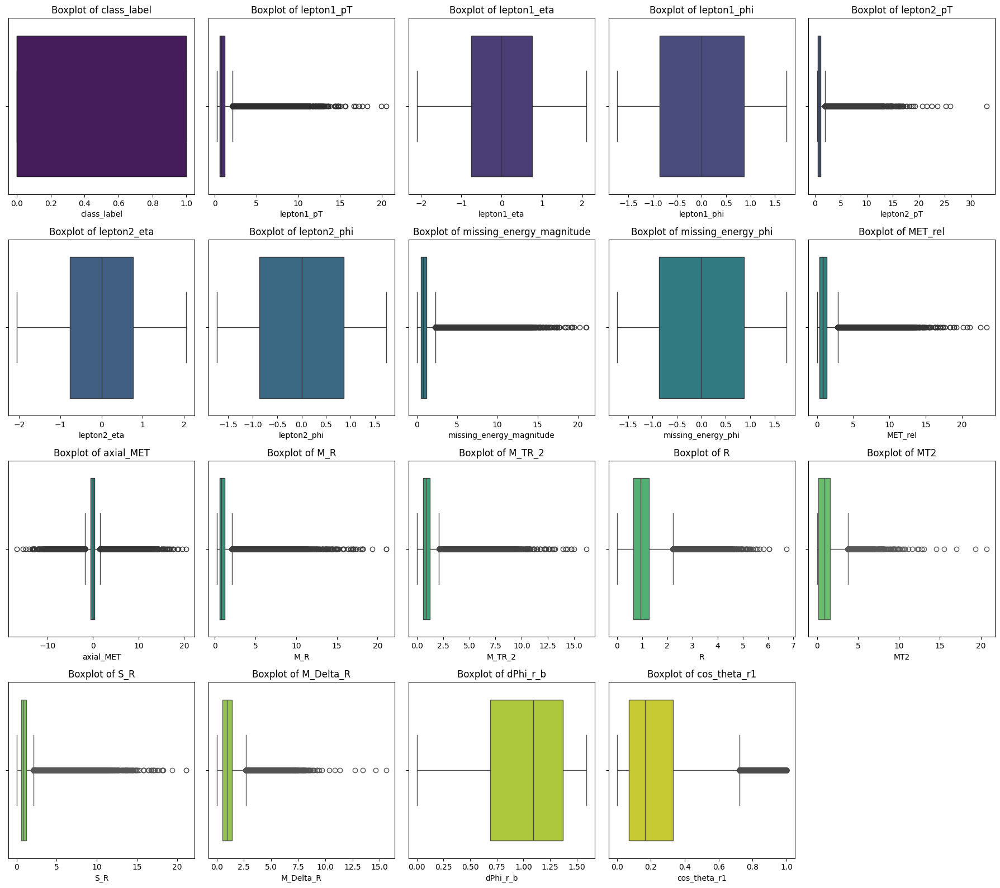 Boxplot of class_label
0.0 0.2 0.4 0.6 0.8 1.0
class_label
Boxplot of lepton1_pT
0 5 10 15 20
lepton1_pT
Boxplot of lepton1_eta
−2 −1 0 1 2
lepton1_eta
Boxplot of lepton1_phi
−1.5 −1.0 −0.5 0.0 0.5 1.0 1.5
lepton1_phi
Boxplot of lepton2_pT
0 5 10 15 20 25 30
lepton2_pT
Boxplot of lepton2_eta
−2 −1 0 1 2
lepton2_eta
Boxplot of lepton2_phi
−1.5 −1.0 −0.5 0.0 0.5 1.0 1.5
lepton2_phi
Boxplot of missing_energy_magnitude
0 5 10 15 20
missing_energy_magnitude
Boxplot of missing_energy_phi
−1.5 −1.0 −0.5 0.0 0.5 1.0 1.5
missing_energy_phi
Boxplot of MET_rel
0 5 10 15 20
MET_rel
Boxplot of axial_MET
−10 0 10 20
axial_MET
Boxplot of M_R
0 5 10 15 20
M_R
Boxplot of M_TR_2
0.0 2.5 5.0 7.5 10.0 12.5 15.0
M_TR_2
Boxplot of R
0 1 2 3 4 5 6 7
R
Boxplot of MT2
0 5 10 15 20
MT2
Boxplot of S_R
0 5 10 15 20
S_R
Boxplot of M_Delta_R
0.0 2.5 5.0 7.5 10.0 12.5 15.0
M_Delta_R
Boxplot of dPhi_r_b
0.00 0.25 0.50 0.75 1.00 1.25 1.50
dPhi_r_b
Boxplot of cos_theta_r1
0.0 0.2 0.4 0.6 0.8 1.0
cos_theta_r1